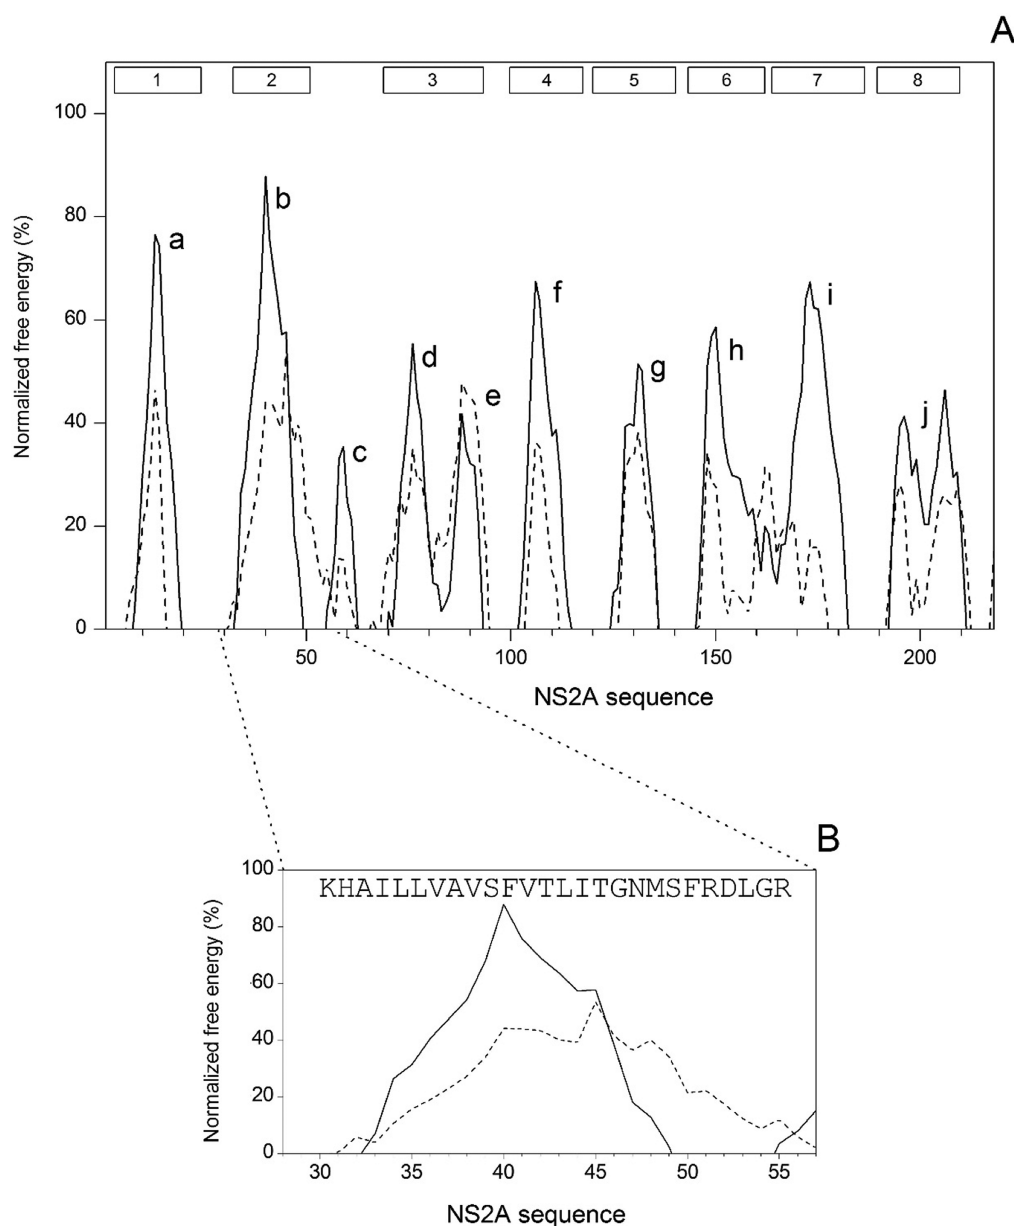 A
1 2 3 4 5 6 7 8
Normalized free energy (%)
100
80
60
40
20
0
a b c d e f g h i j
50 100 150 200
NS2A sequence
B
Normalized free energy (%)
100
80
60
40
20
0
KHAILLVAVSFVTLITGNMSFRDLGR
30 35 40 45 50 55
NS2A sequence